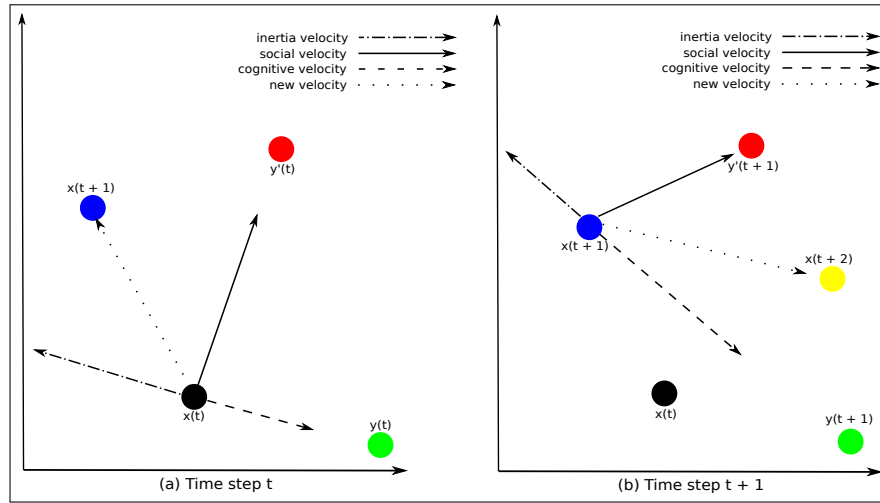 inertia velocity
social velocity
cognitive velocity
new velocity
y'(t)
x(t + 1)
x(t)
y(t)
(a) Time step t
inertia velocity
social velocity
cognitive velocity
new velocity
y'(t + 1)
x(t + 1)
x(t + 2)
x(t)
y(t + 1)
(b) Time step t + 1